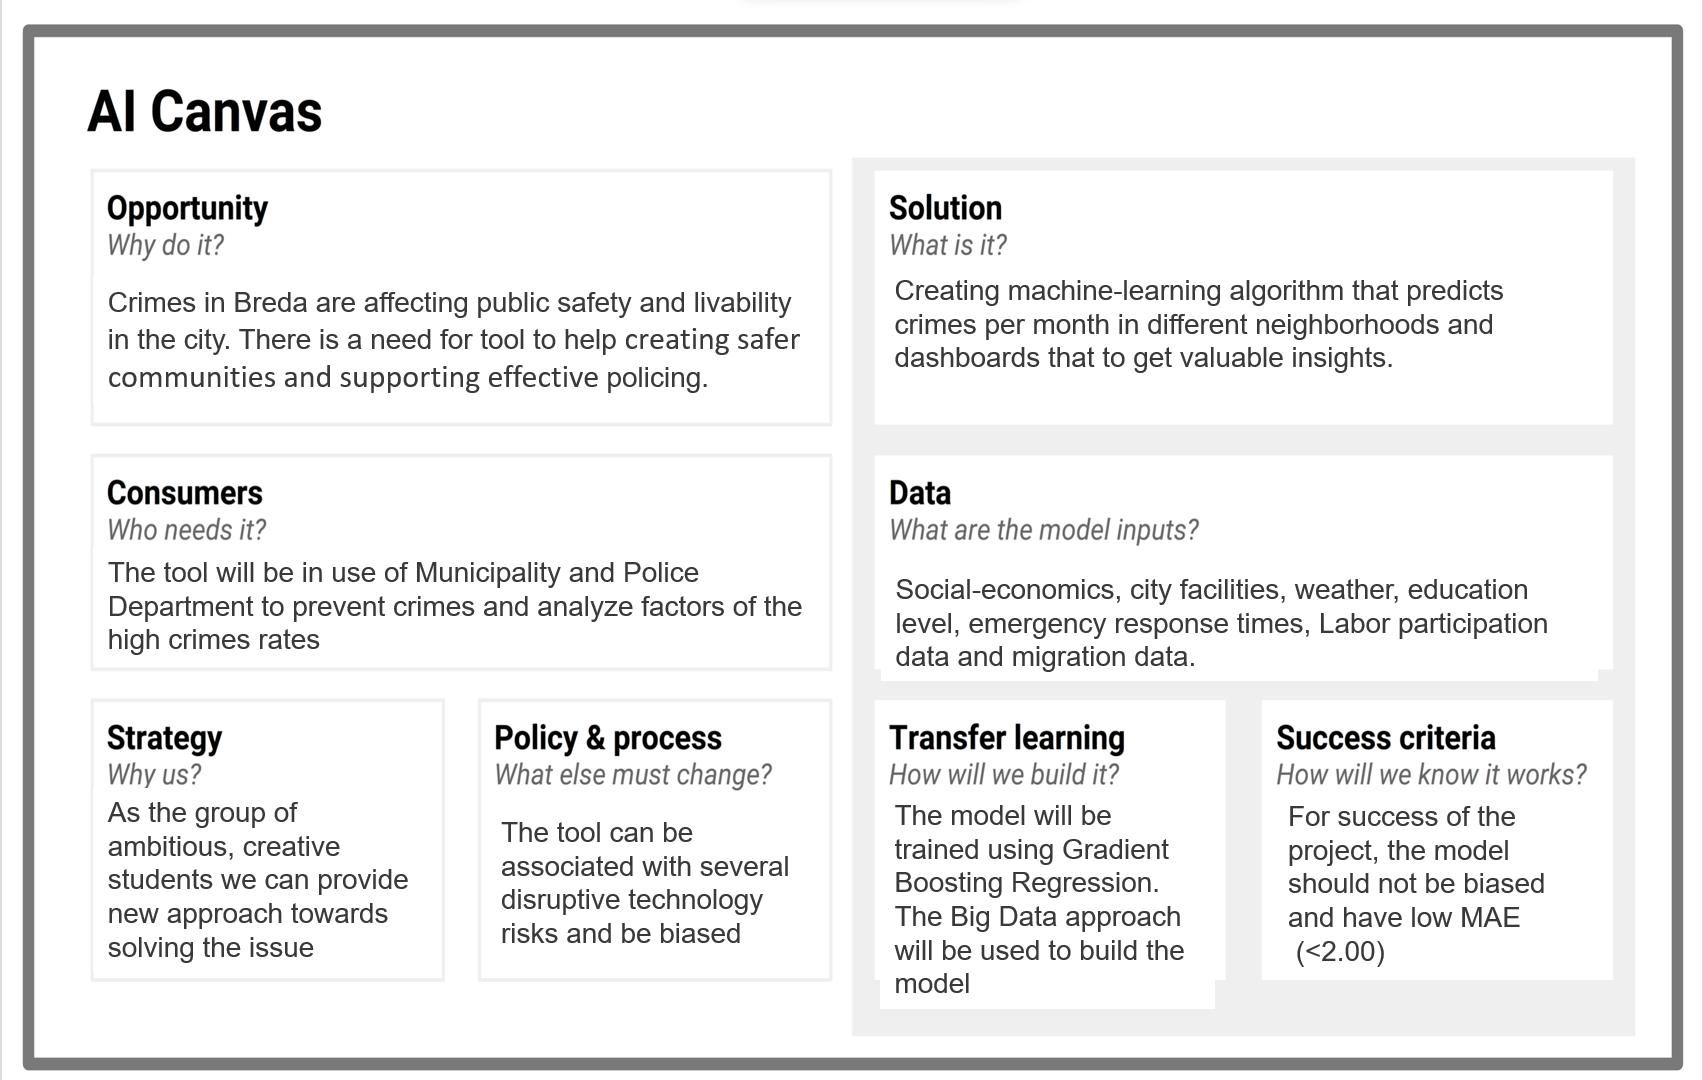 AI Canvas
Opportunity
Why do it?
Crimes in Breda are affecting public safety and livability
in the city. There is a need for tool to help creating safer
communities and supporting effective policing.
Solution
What is it?
Creating machine-learning algorithm that predicts
crimes per month in different neighborhoods and
dashboards that to get valuable insights.
Consumers
Who needs it?
The tool will be in use of Municipality and Police
Department to prevent crimes and analyze factors of the
high crimes rates
Data
What are the model inputs?
Social-economics, city facilities, weather, education
level, emergency response times, Labor participation
data and migration data.
Strategy
Why us?
As the group of
ambitious, creative
students we can provide
new approach towards
solving the issue
Policy & process
What else must change?
The tool can be
associated with several
disruptive technology
risks and be biased
Transfer learning
How will we build it?
The model will be
trained using Gradient
Boosting Regression.
The Big Data approach
will be used to build the
model
Success criteria
How will we know it works?
For success of the
project, the model
should not be biased
and have low MAE
(<2.00)